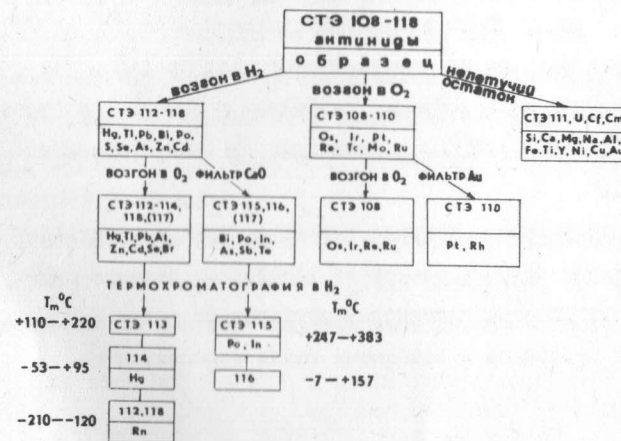 СТЭ 108-118
антиниды
образец
ВОЗГОН В H₂
ВОЗГОН В O₂
нелетучий
остаток
СТЭ 112-118
Hg,Tl,Pb,Bi,Po,
S,Se,As,Zn,Cd
СТЭ 108-110
Os, Ir, Pt,
Re, Tc, Mo, Ru
СТЭ 111, U,Cf,Cm
Si,Ca,Mg,Na,Al,
Fe,Ti,Y,Ni,Cu,Au
ВОЗГОН В O₂ ФИЛЬТР CaO
ВОЗГОН В O₂ ФИЛЬТР Au
СТЭ 112-114,
118,(117)
Hg,Tl,Pb,At,
Zn,Cd,Se,Br
СТЭ 115,116,
(117)
Bi, Po, In,
As, Sb, Te
СТЭ 108
Os,Ir,Re,Ru
СТЭ 110
Pt, Rh
ТЕРМОХРОМАТОГРАФИЯ В H₂
Tm°C
Tm°C
+110—+220
СТЭ 113
СТЭ 115
Po, In
+247—+383
-53—+95
114
Hg
116
-7—+157
-210—-120
112,118
Rn